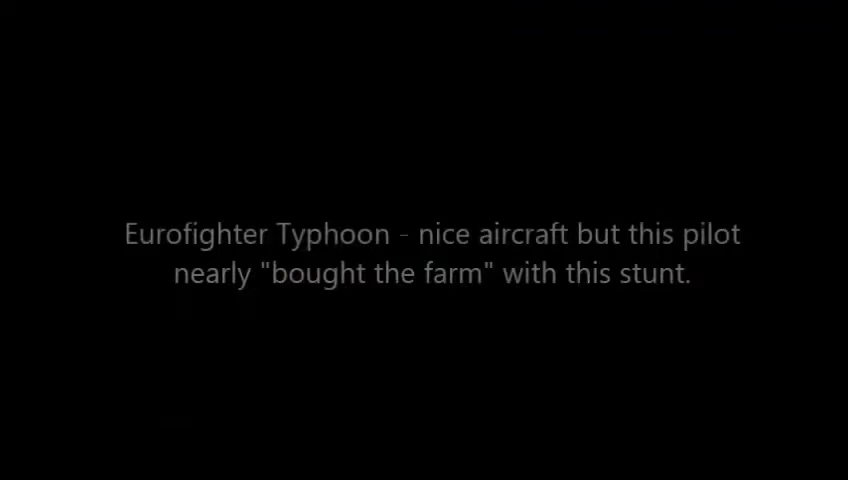 Eurofighter Typhoon - nice aircraft but this pilot
nearly "bought the farm" with this stunt.